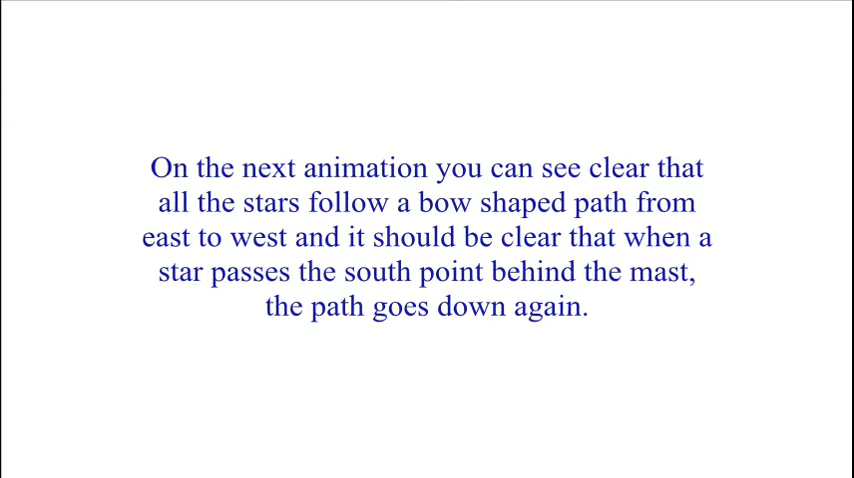 On the next animation you can see clear that
all the stars follow a bow shaped path from
east to west and it should be clear that when a
star passes the south point behind the mast,
the path goes down again.